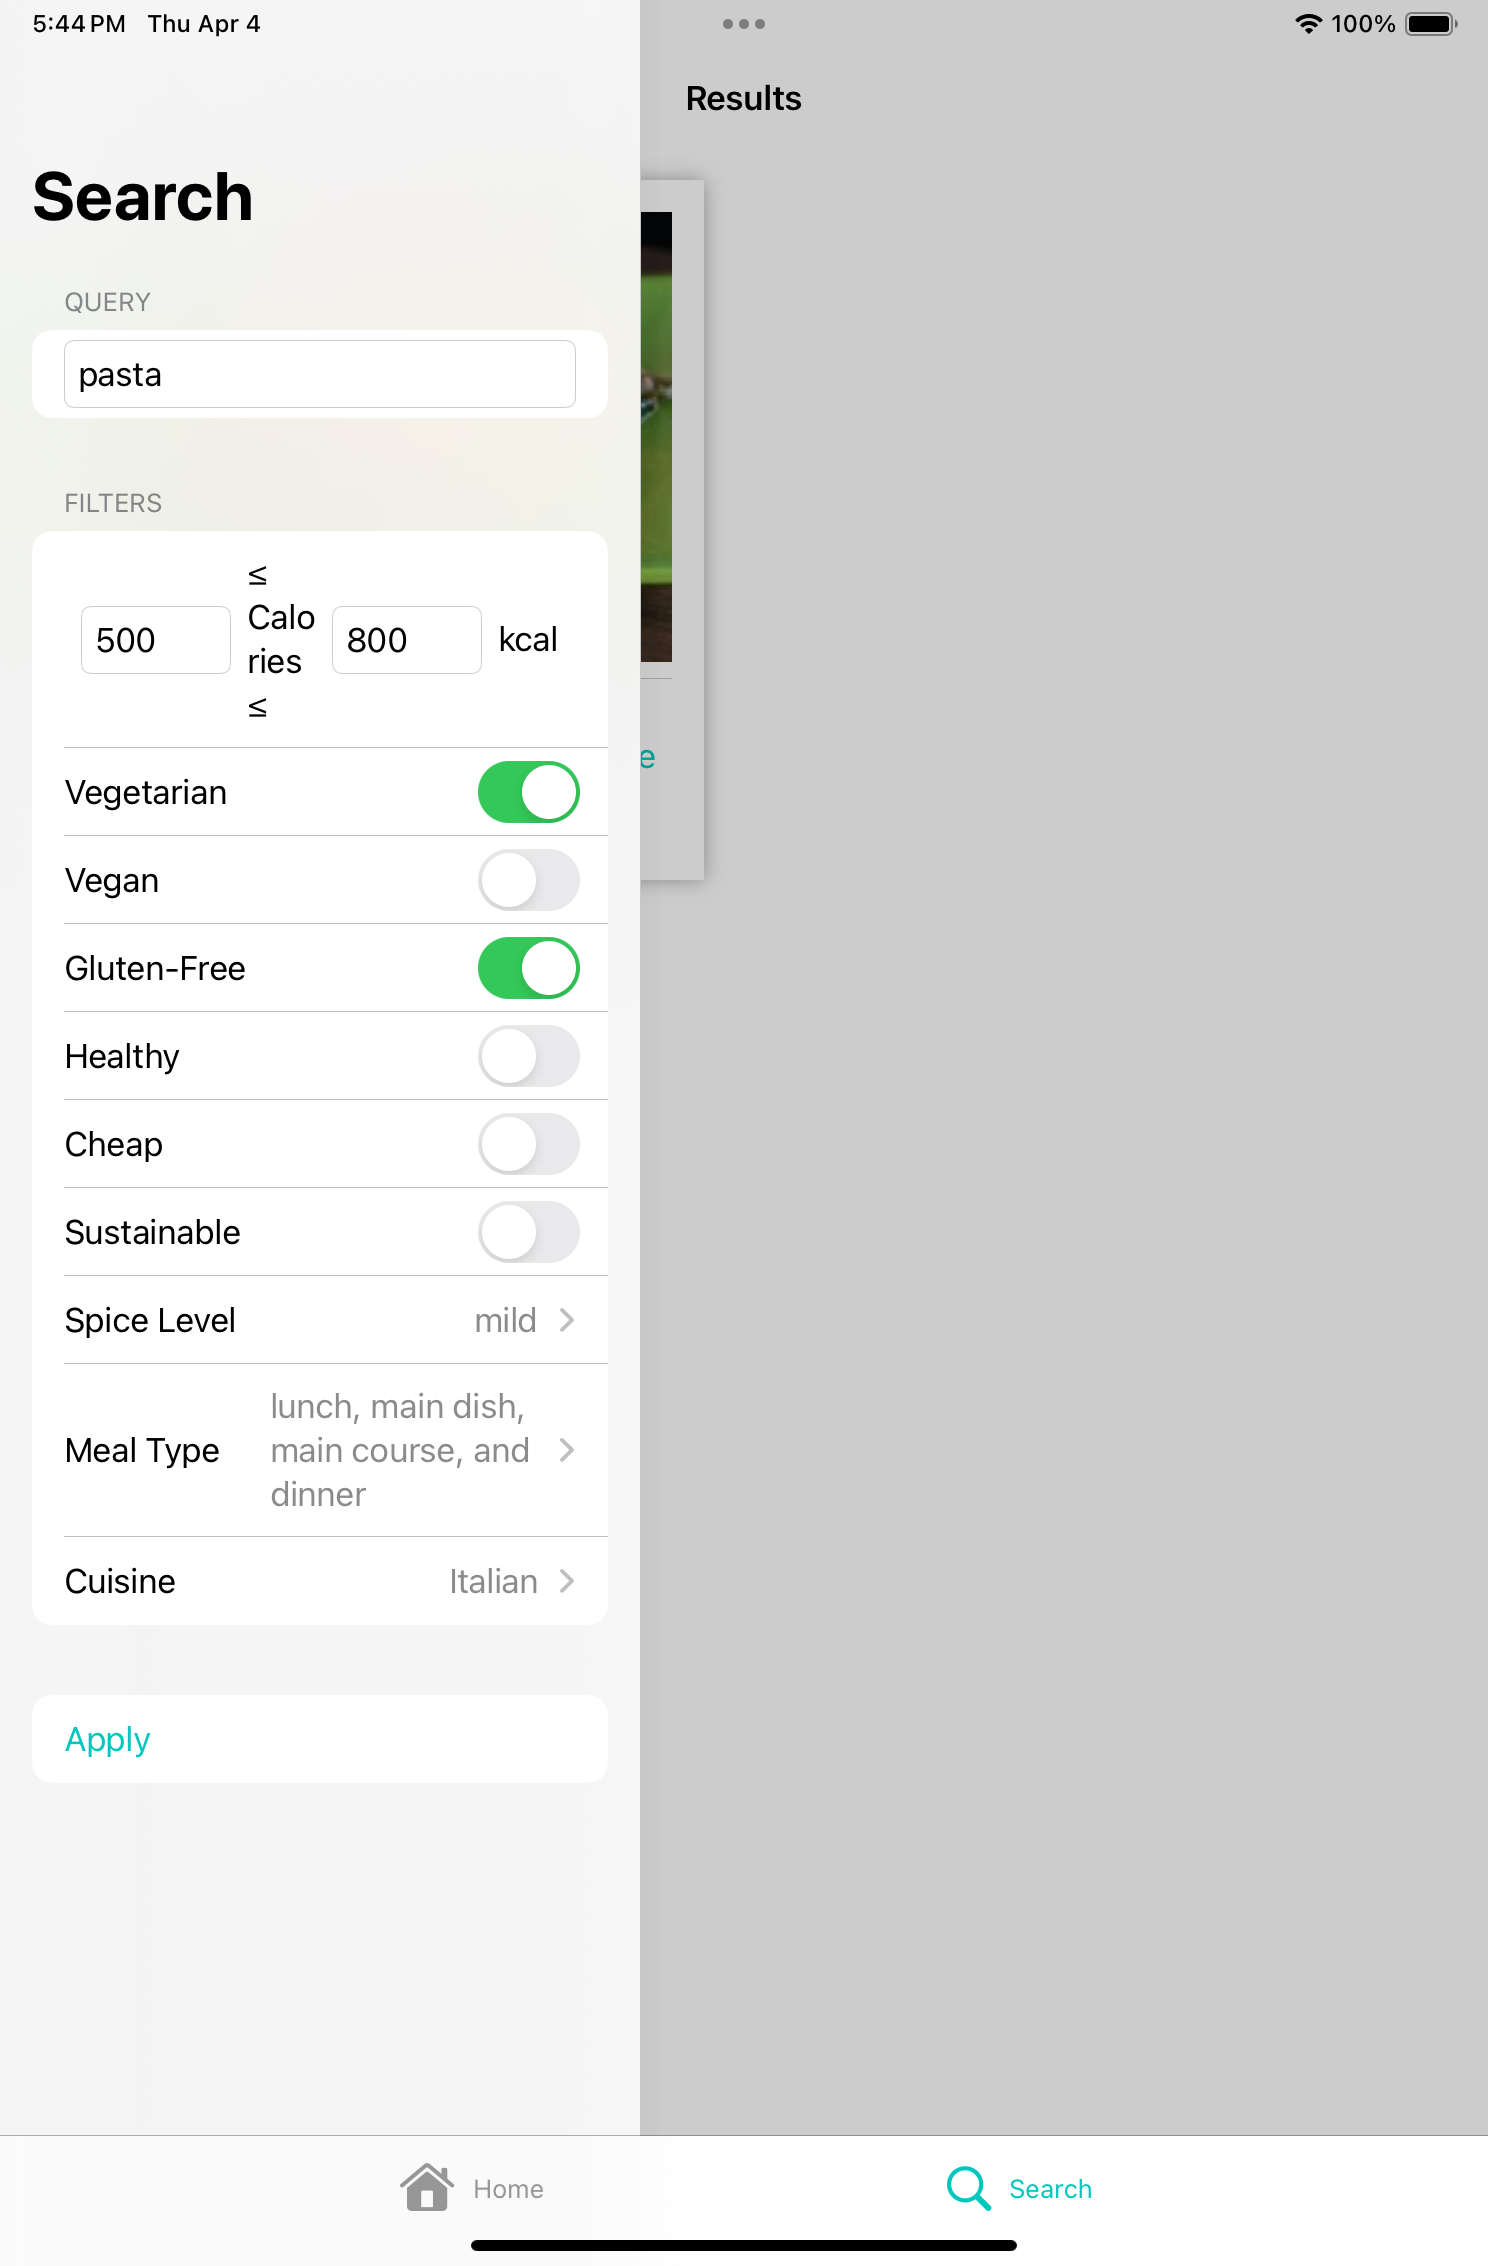 5:44 PM Thu Apr 4
100%
Results
Search
QUERY
pasta
FILTERS
500
≤
Calo
ries
≤
800
kcal
Vegetarian
Vegan
Gluten-Free
Healthy
Cheap
Sustainable
Spice Level mild
Meal Type
lunch, main dish,
main course, and
dinner
Cuisine Italian
Apply
e
Home
Search